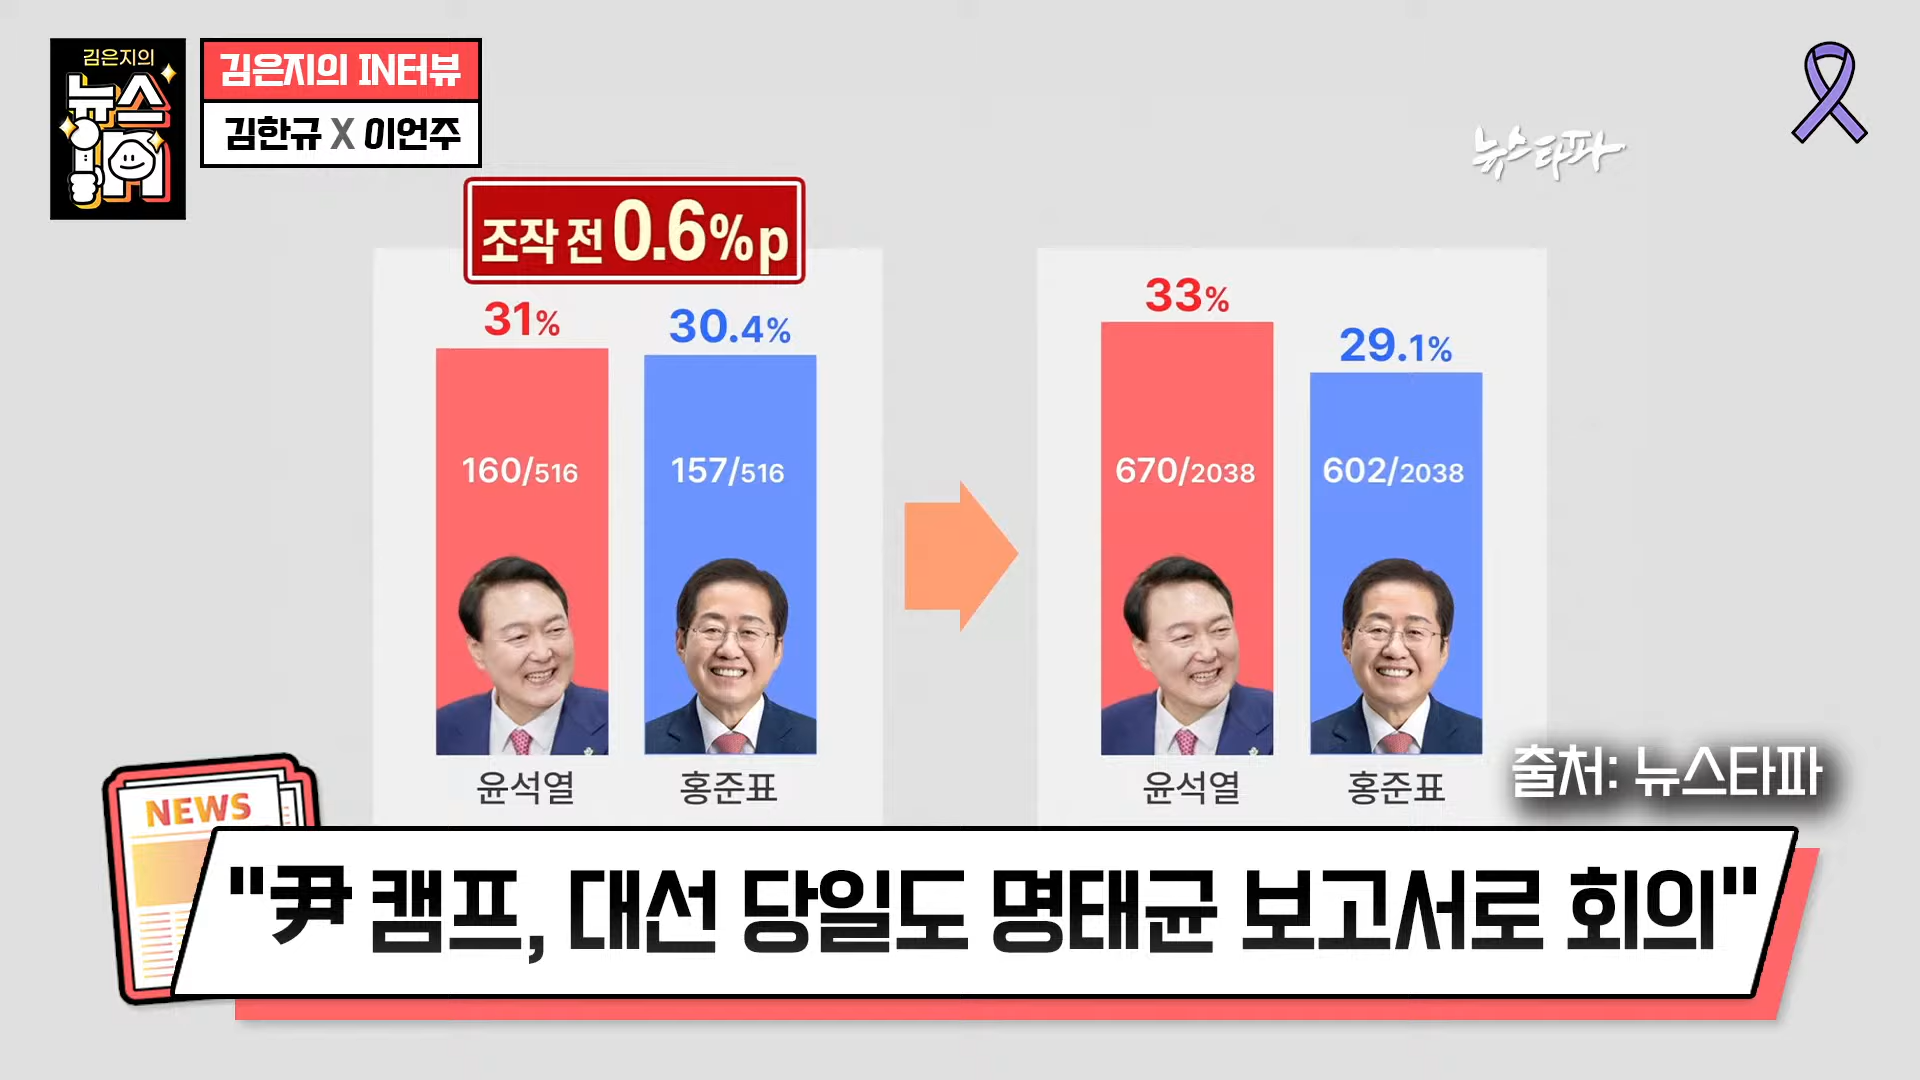 김은지의
뉴스IN
김은지의 IN터뷰
김한규 X 이언주
뉴스타파
조작 전 0.6%p
31%
30.4%
33%
29.1%
160/516
157/516
670/2038
602/2038
윤석열
홍준표
윤석열
홍준표
출처: 뉴스타파
NEWS
"尹 캠프, 대선 당일도 명태균 보고서로 회의"